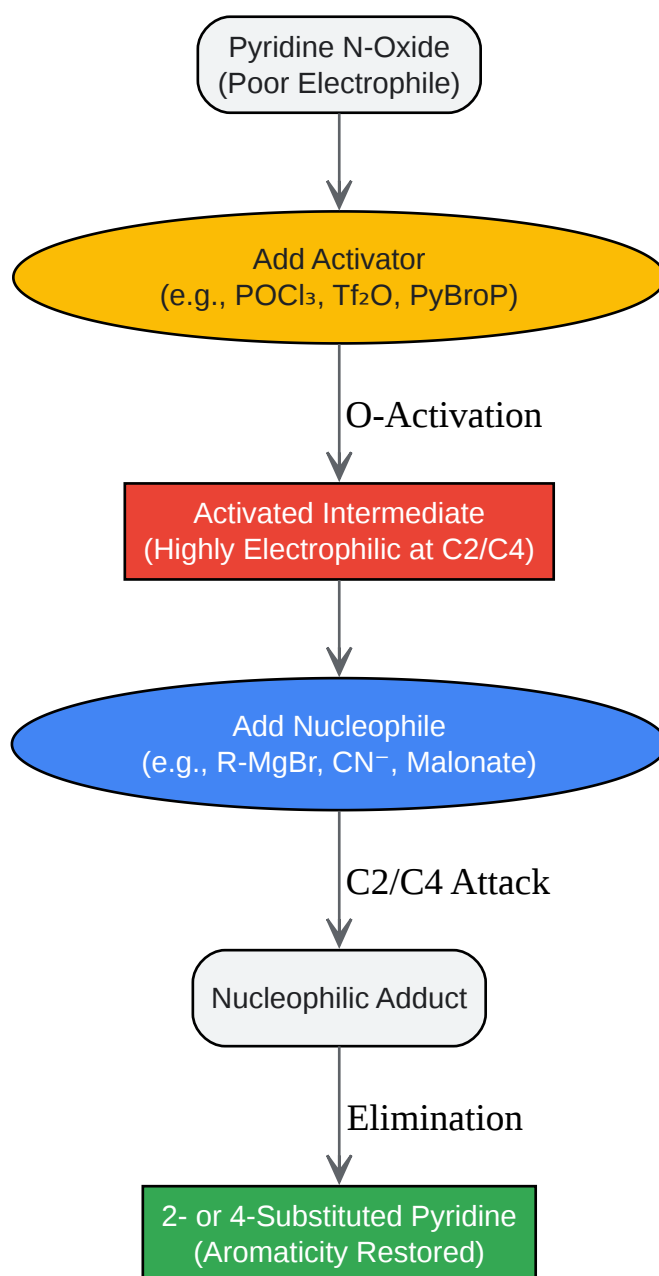 Pyridine N-Oxide
(Poor Electrophile)
Add Activator
(e.g., POCl₃, Tf₂O, PyBroP)
O-Activation
Activated Intermediate
(Highly Electrophilic at C2/C4)
Add Nucleophile
(e.g., R-MgBr, CN⁻, Malonate)
C2/C4 Attack
Nucleophilic Adduct
Elimination
2- or 4-Substituted Pyridine
(Aromaticity Restored)